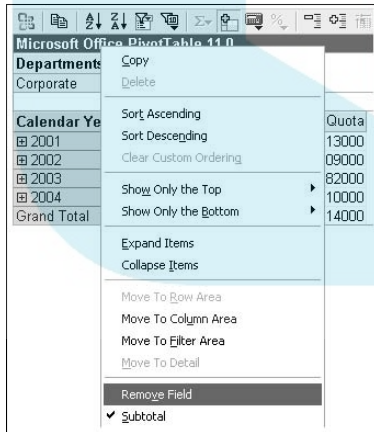 Microsoft Office PivotTable 11.0
Departments
Corporate
Calendar Ye
Quota
2001
13000
2002
09000
2003
82000
2004
10000
Grand Total
14000
Copy
Delete
Sort Ascending
Sort Descending
Clear Custom Ordering
Show Only the Top
Show Only the Bottom
Expand Items
Collapse Items
Move To Row Area
Move To Column Area
Move To Filter Area
Move To Detail
Remove Field
Subtotal